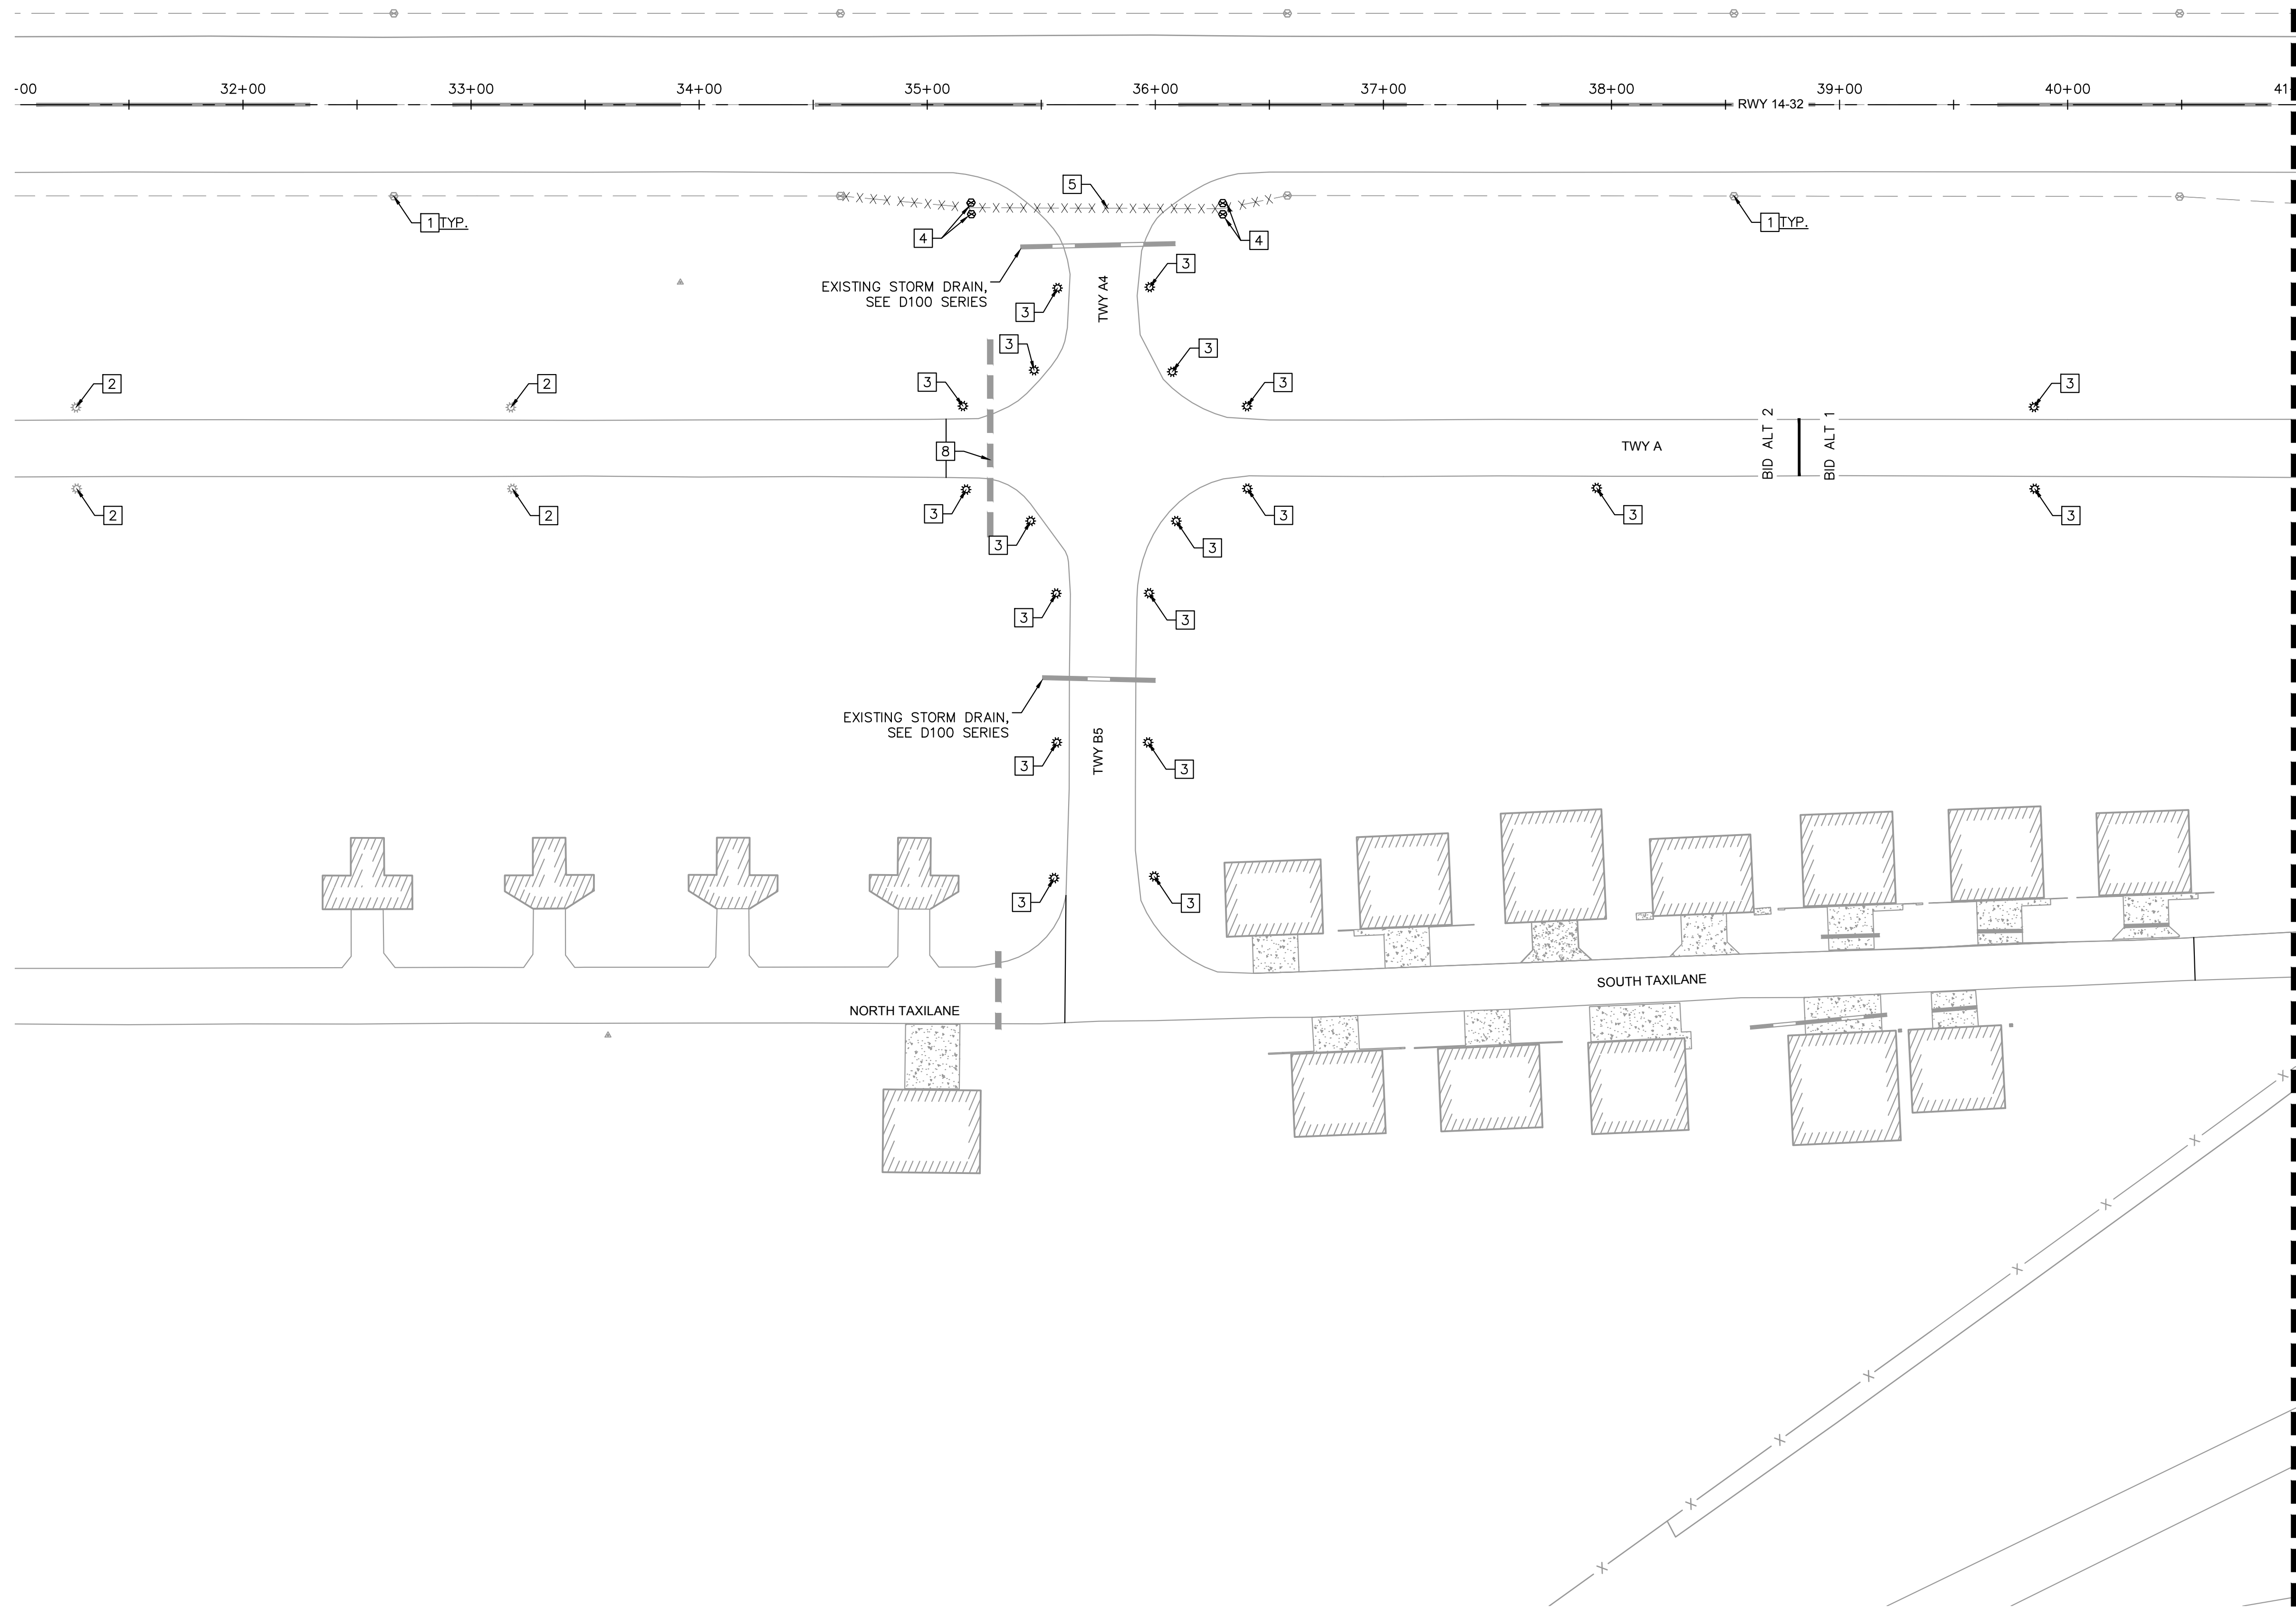 -00
32+00
33+00
34+00
35+00
36+00
37+00
38+00
39+00
40+00
41
RWY 14-32
5
1 TYP.
4
4
1 TYP.
3
EXISTING STORM DRAIN,
SEE D100 SERIES
TWY A4
3
3
3
2
2
3
3
3
8
TWY A
BID ALT 2
BID ALT 1
2
2
3
3
3
3
3
3
3
3
EXISTING STORM DRAIN,
SEE D100 SERIES
TWY B5
3
3
3
3
SOUTH TAXILANE
NORTH TAXILANE